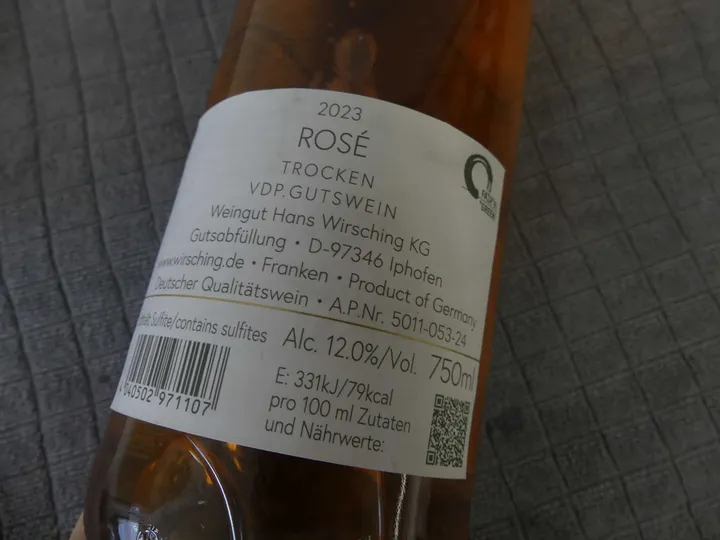 2023
ROSÉ
TROCKEN
VDP.GUTSWEIN
Weingut Hans Wirsching KG
Gutsabfüllung • D-97346 Iphofen
www.wirsching.de • Franken • Product of Germany
Deutscher Qualitätswein • A.P.Nr. 5011-053-24
Sulfite/contains sulfites
Alc. 12.0%/Vol. 750ml
E: 331kJ/79kcal
pro 100 ml Zutaten
und Nährwerte:
040502 971107